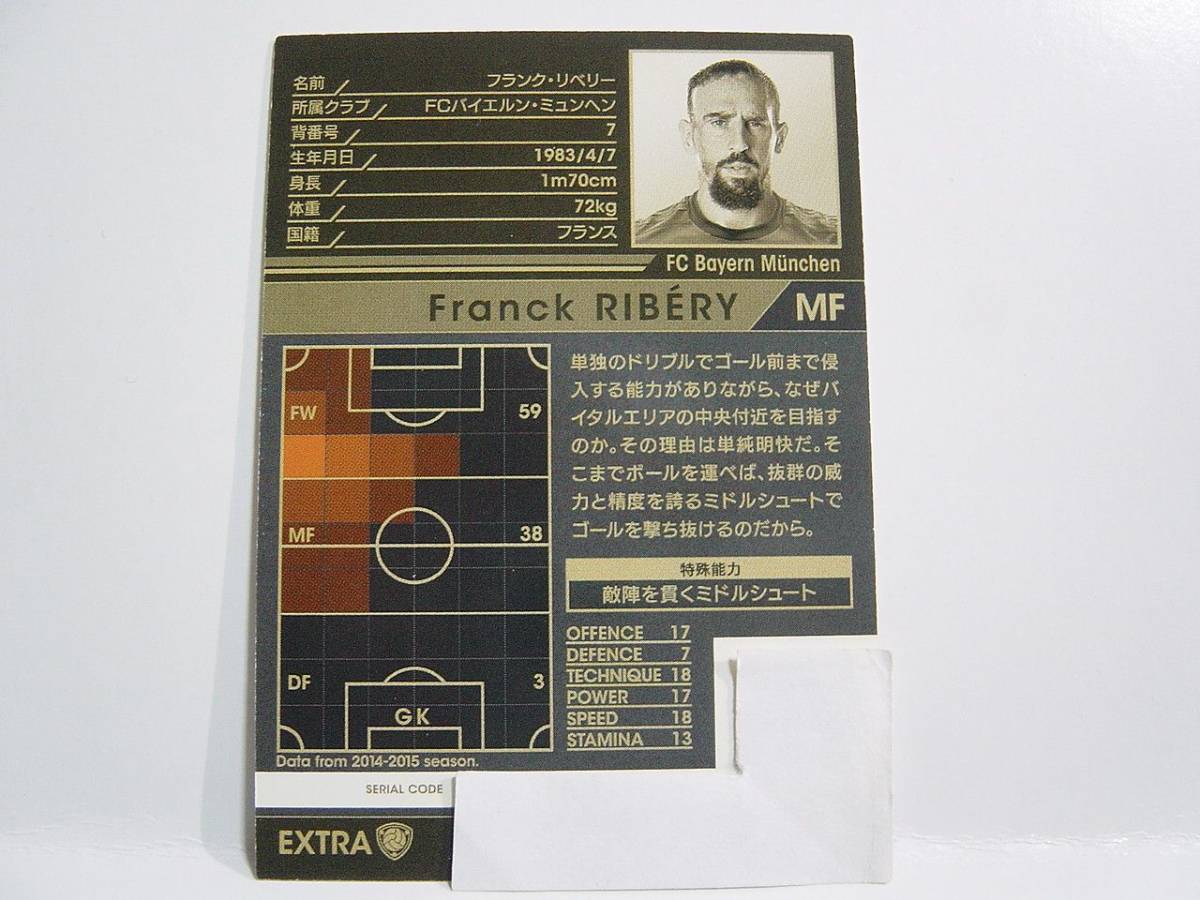 名前 フランク・リベリー
所属クラブ FCバイエルン・ミュンヘン
背番号 7
生年月日 1983/4/7
身長 1m70cm
体重 72kg
国籍 フランス
FC Bayern München
Franck RIBÉRY MF
FW 59
MF 38
DF 3
GK
Data from 2014-2015 season.
単独のドリブルでゴール前まで侵
入する能力がありながら、なぜバ
イタルエリアの中央付近を目指す
のか。その理由は単純明快だ。そ
こまでボールを運べば、抜群の威
力と精度を誇るミドルシュートで
ゴールを撃ち抜けるのだから。
特殊能力
敵陣を貫くミドルシュート
OFFENCE 17
DEFENCE 7
TECHNIQUE 18
POWER 17
SPEED 18
STAMINA 13
SERIAL CODE
EXTRA